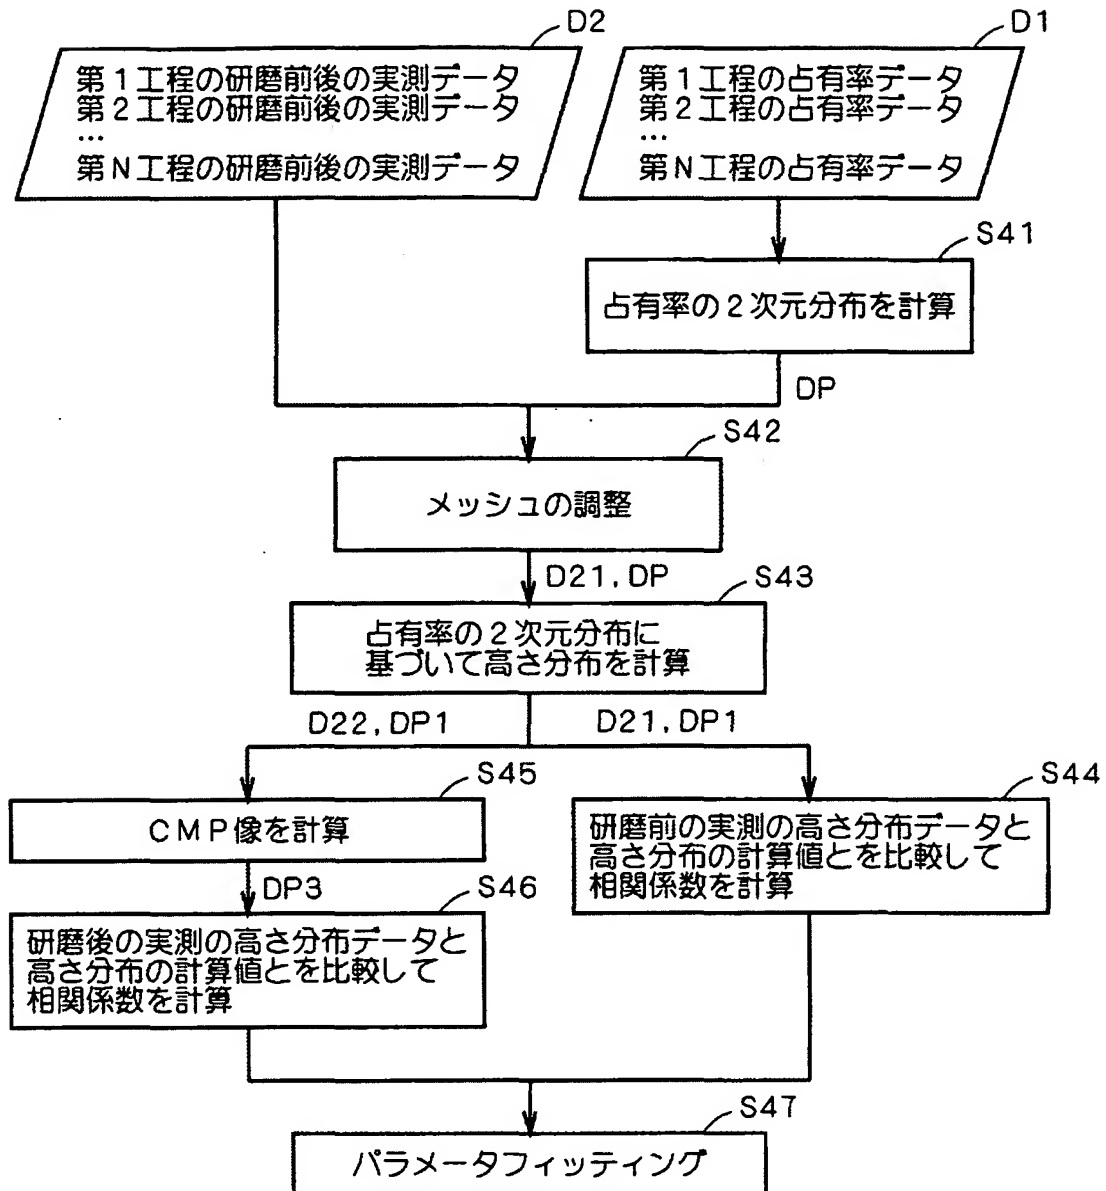 D2
第1工程の研磨前後の実測データ
第2工程の研磨前後の実測データ
…
第N工程の研磨前後の実測データ
D1
第1工程の占有率データ
第2工程の占有率データ
…
第N工程の占有率データ
S41
占有率の2次元分布を計算
DP
S42
メッシュの調整
D21,DP
S43
占有率の2次元分布に
基づいて高さ分布を計算
D22,DP1
D21,DP1
S45
CMP像を計算
S44
研磨前の実測の高さ分布データと
高さ分布の計算値とを比較して
相関係数を計算
DP3
S46
研磨後の実測の高さ分布データと
高さ分布の計算値とを比較して
相関係数を計算
S47
パラメータフィッティング